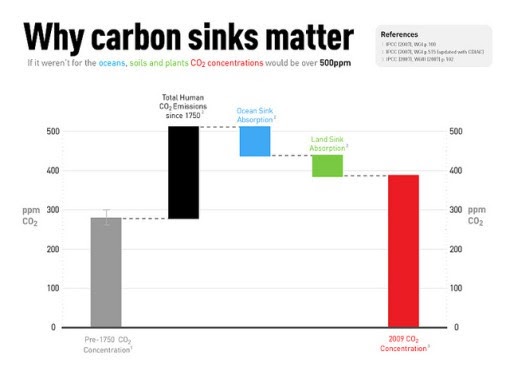 Why carbon sinks matter
If it weren't for the oceans, soils and plants CO₂ concentrations would be over 500ppm
References
Total Human
CO₂ Emissions
since 1750
Ocean Sink
Absorption
Land Sink
Absorption
500
400
300
200
100
0
ppm
CO₂
500
400
300
200
100
0
ppm
CO₂
Pre-1750 CO₂
Concentration¹
2009 CO₂
Concentration